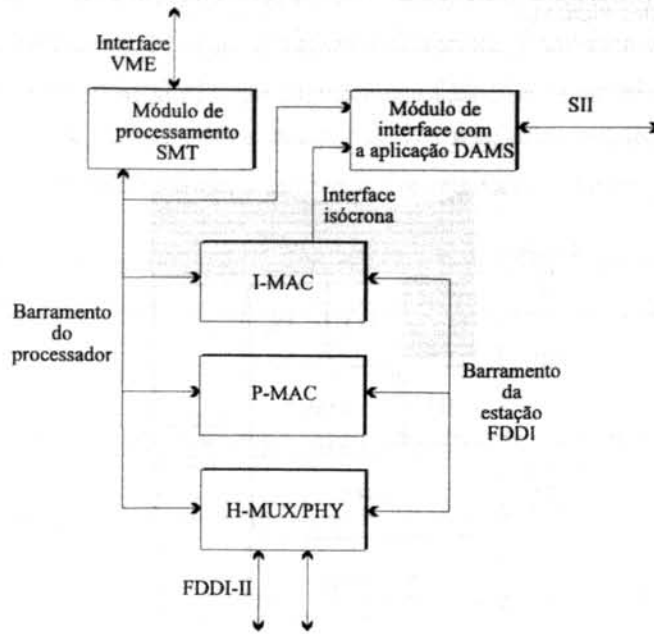 Interface
VME
Módulo de
processamento
SMT
Módulo de
interface com
a aplicação DAMS
SII
Interface
isócrona
I-MAC
Barramento
do
processador
P-MAC
Barramento
da
estação
FDDI
H-MUX/PHY
FDDI-II